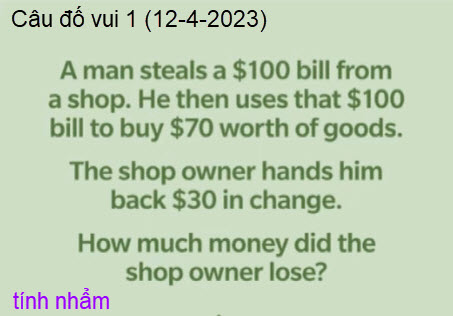 Câu đố vui 1 (12-4-2023)
A man steals a $100 bill from
a shop. He then uses that $100
bill to buy $70 worth of goods.
The shop owner hands him
back $30 in change.
How much money did the
shop owner lose?
tính nhẩm